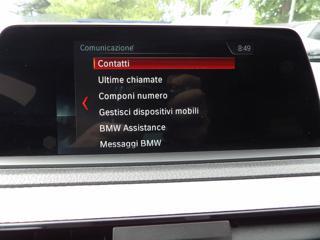 Comunicazione
8:49
Contatti
Ultime chiamate
Componi numero
Gestisci dispositivi mobili
BMW Assistance
Messaggi BMW